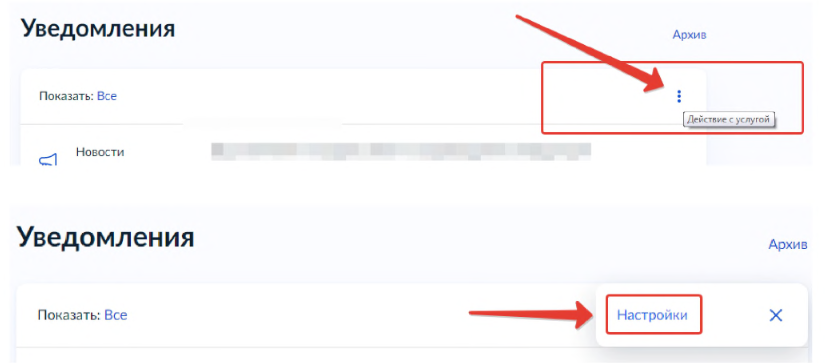 Уведомления
Архив
Показать: Все
Действие с услугой
Новости
Уведомления
Архив
Показать: Все
Настройки